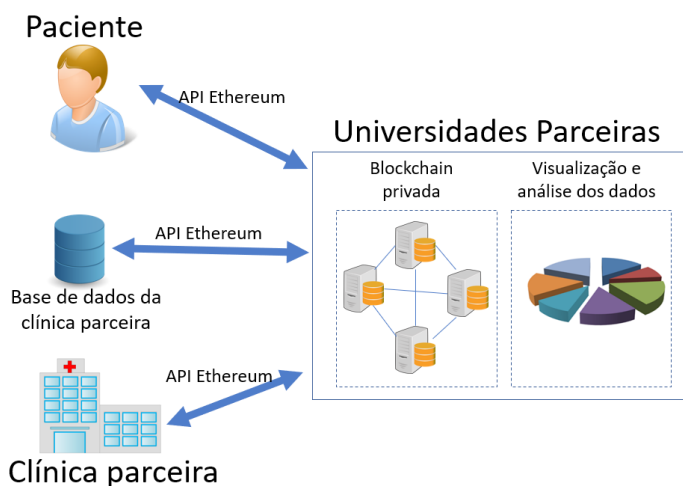 Paciente
API Ethereum
Universidades Parceiras
Blockchain
privada
Visualização e
análise dos dados
API Ethereum
Base de dados da
clínica parceira
API Ethereum
Clínica parceira